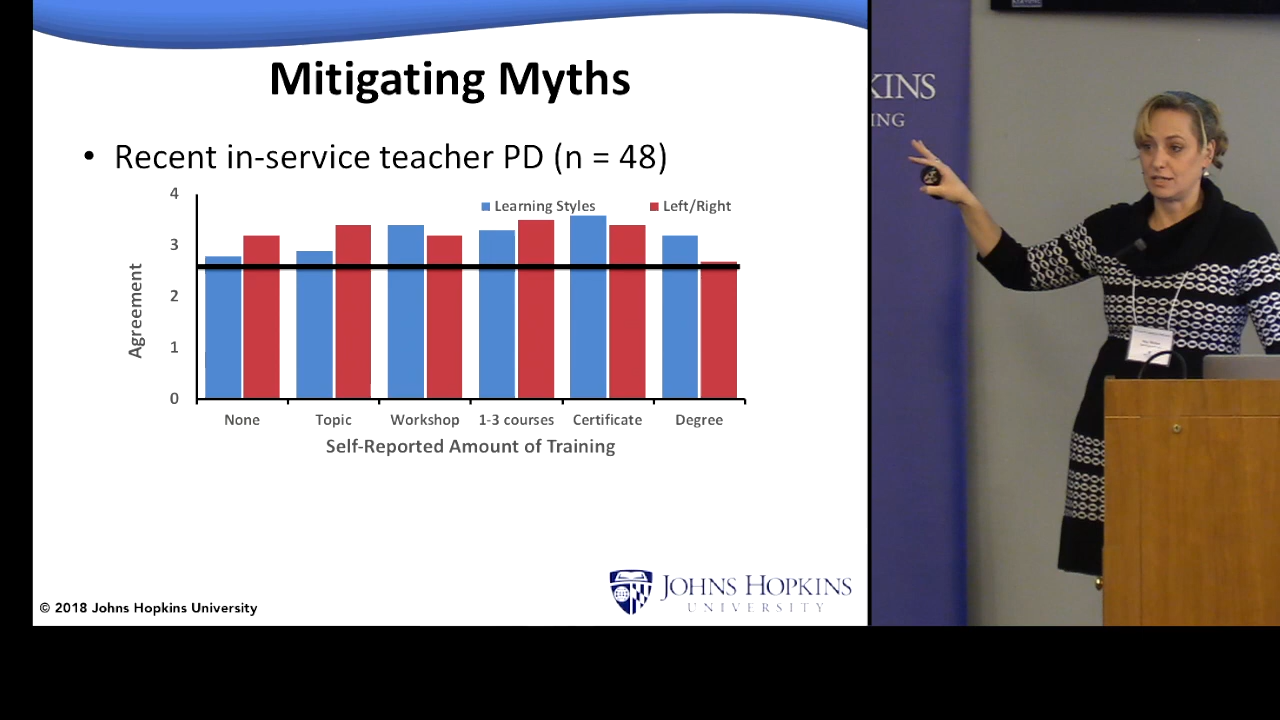 Mitigating Myths
• Recent in-service teacher PD (n = 48)
4
3
2
1
0
Agreement
Learning Styles
Left/Right
None
Topic
Workshop
1-3 courses
Certificate
Degree
Self-Reported Amount of Training
© 2018 Johns Hopkins University
JOHNS HOPKINS
UNIVERSITY
KINS
ING